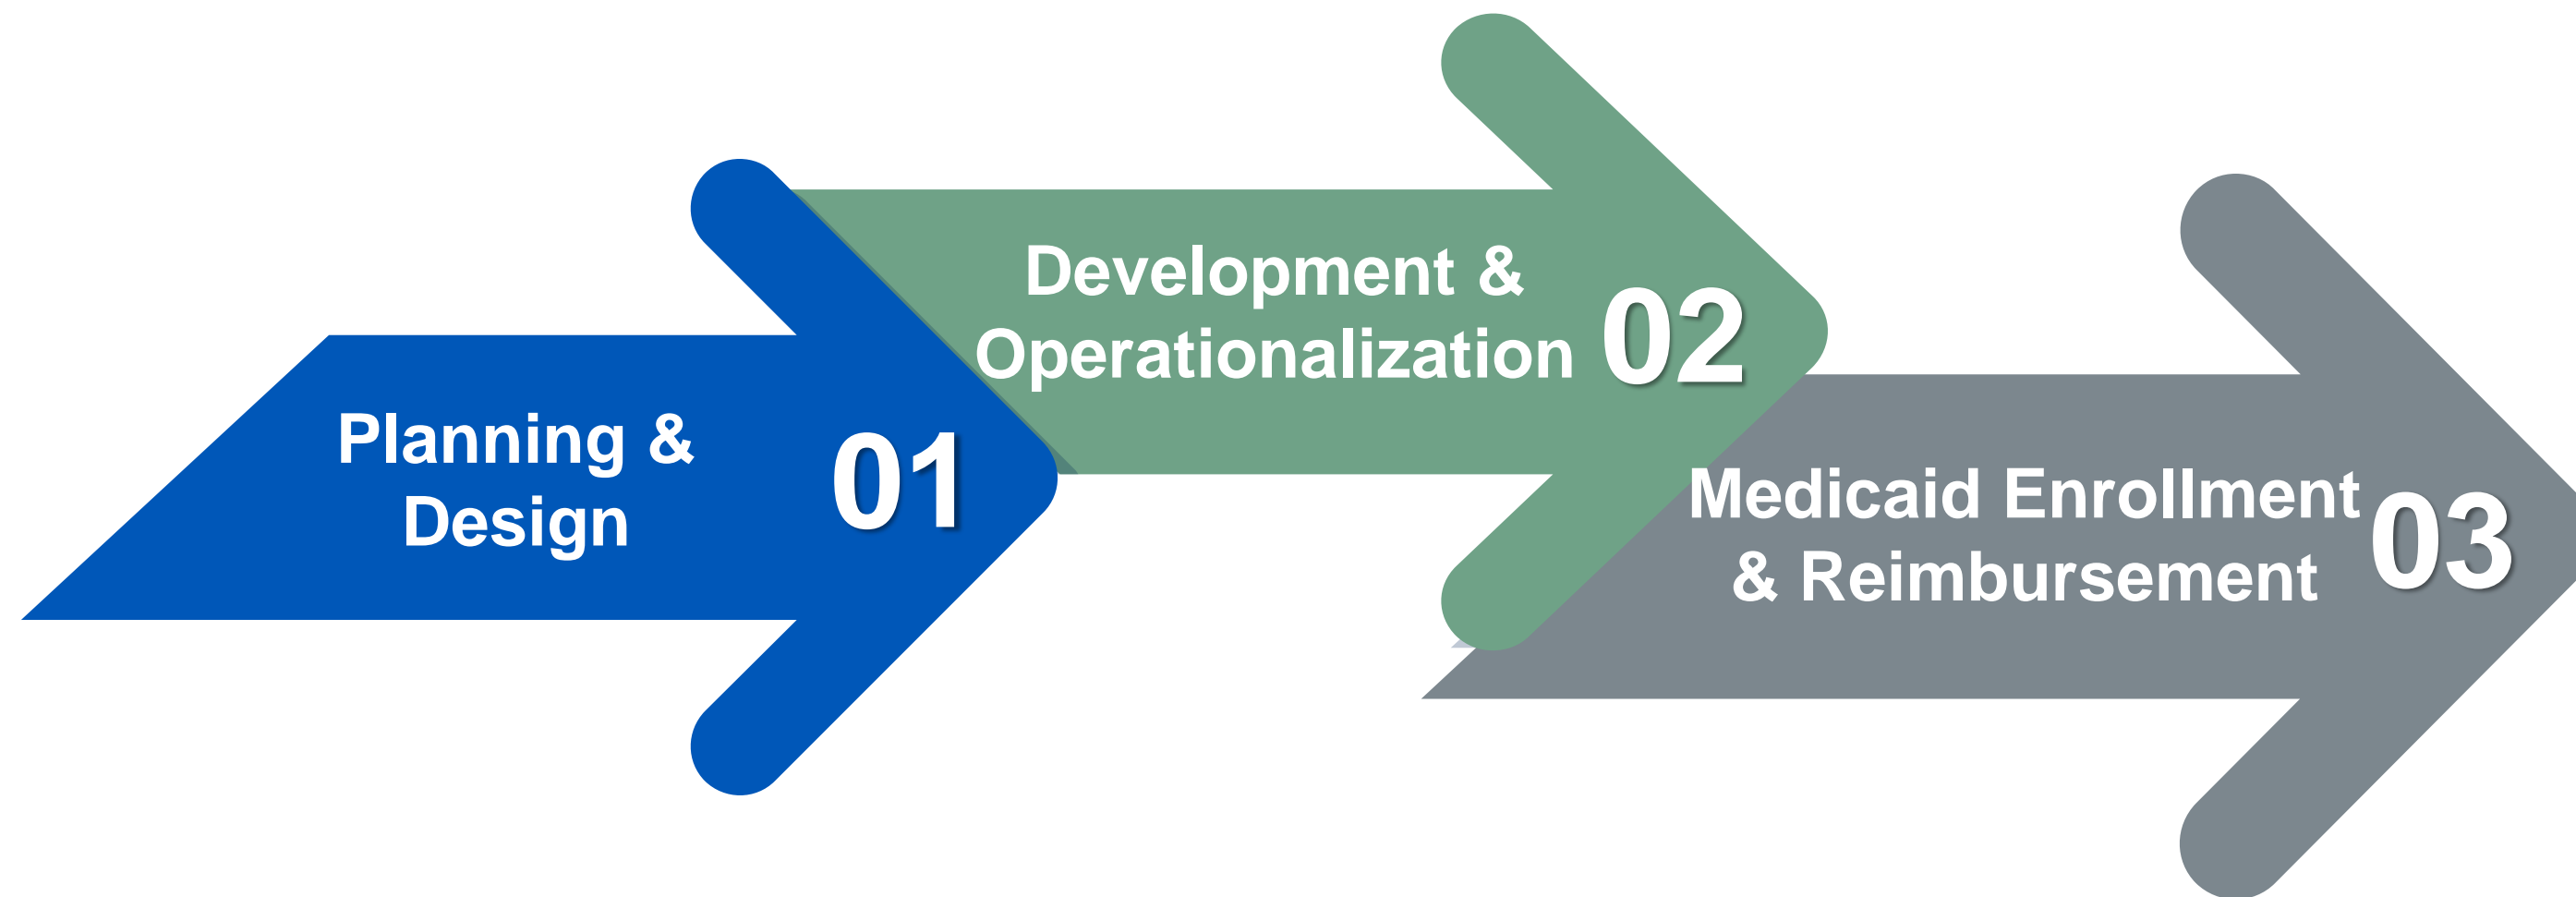 Planning &
Design
01
Development &
Operationalization
02
Medicaid Enrollment
& Reimbursement
03